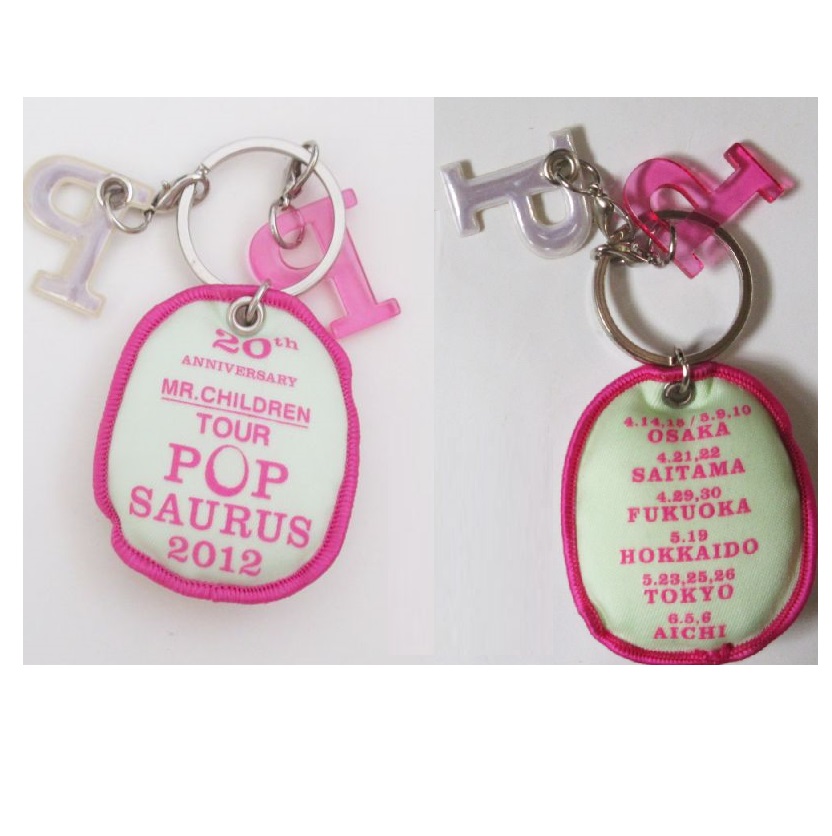 P
P
20th
ANNIVERSARY
MR.CHILDREN
TOUR
POP
SAURUS
2012
P
P
4.14,15 / 5.9,10
OSAKA
4.21,22
SAITAMA
4.29,30
FUKUOKA
5.19
HOKKAIDO
5.23,25,26
TOKYO
6.5,6
AICHI